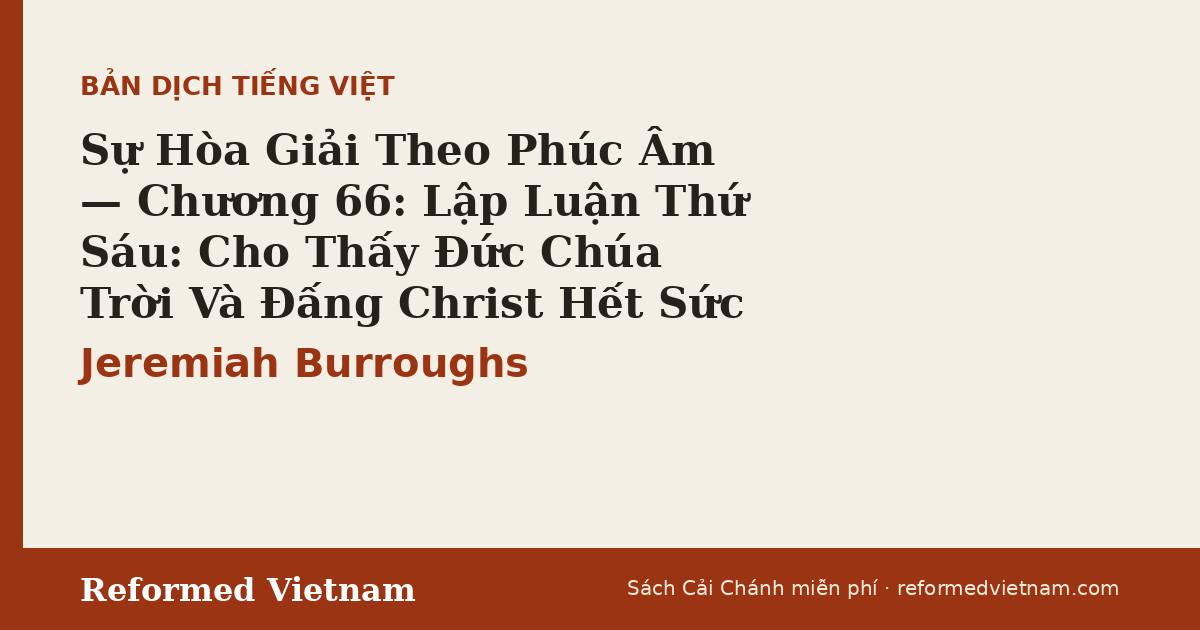 BẢN DỊCH TIẾNG VIỆT
Sự Hòa Giải Theo Phúc Âm
— Chương 66: Lập Luận Thứ
Sáu: Cho Thấy Đức Chúa
Trời Và Đấng Christ Hết Sức
Jeremiah Burroughs
Reformed Vietnam
Sách Cải Chánh miễn phí · reformedvietnam.com